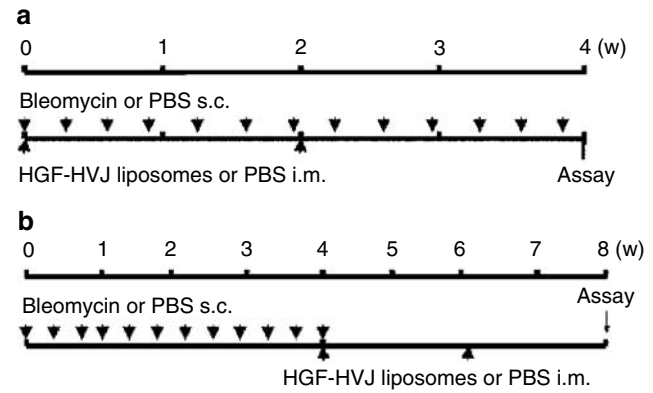 a
0 1 2 3 4 (w)
Bleomycin or PBS s.c.
HGF-HVJ liposomes or PBS i.m.
Assay
b
0 1 2 3 4 5 6 7 8 (w)
Assay
Bleomycin or PBS s.c.
HGF-HVJ liposomes or PBS i.m.